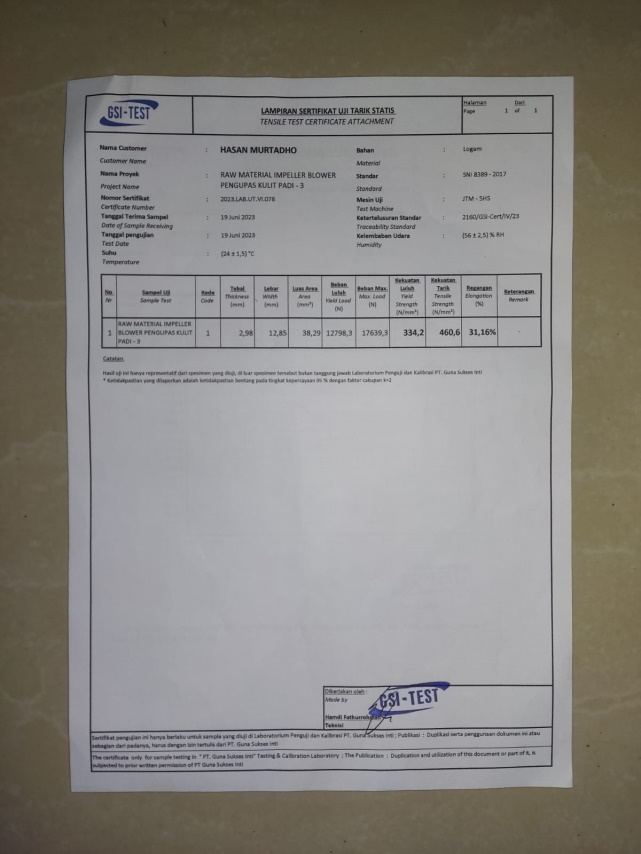 GSI-TEST
LAMPIRAN SERTIFIKAT UJI TARIK STATIS
TENSILE TEST CERTIFICATE ATTACHMENT
Halaman Dari
Page 1 of 1
Nama Customer : HASAN MURTADHO
Customer Name
Bahan : Logam
Material
Nama Proyek : RAW MATERIAL IMPELLER BLOWER
Project Name PENGUPAS KULIT PADI - 3
Standar : SNI 8389 - 2017
Standard
Nomor Sertifikat : 2023.LAB.UT.VI.078
Certificate Number
Mesin Uji : JTM - SHS
Test Machine
Tanggal Terima Sampel : 19 Juni 2023
Date of Sample Receiving
Ketertelusuran Standar : 2160/GSI-Cert/IV/23
Traceability Standard
Tanggal pengujian : 19 Juni 2023
Test Date
Kelembaban Udara : (56 ± 2,5) % RH
Humidity
Suhu : (24 ± 1,5) °C
Temperature
No Sampel Uji Kode Tebal Lebar Luas Area Beban Luluh Beban Max. Kekuatan Luluh Kekuatan Tarik Regangan Keterangan
Nr Sample Test Code Thickness (mm) Width (mm) Area (mm²) Yield Load (N) Max. Load (N) Yield Strength (N/mm²) Tensile Strength (N/mm²) Elongation (%) Remark
1 RAW MATERIAL IMPELLER BLOWER PENGUPAS KULIT PADI - 3 1 2,98 12,85 38,29 12798,3 17639,3 334,2 460,6 31,16% -
Catatan:
Hasil uji ini hanya representatif dari spesimen yang diuji, di luar spesimen tersebut bukan tanggung jawab Laboratorium Penguji dan Kalibrasi PT. Guna Sukses Inti
* Ketidakpastian yang dilaporkan adalah ketidakpastian bentang pada tingkat kepercayaan 95 % dengan faktor cakupan k=2
Dikerjakan oleh :
Made by
GSI-TEST
Hamdi Fathurrohman
Teknisi
Sertifikat pengujian ini hanya berlaku untuk sample yang diuji di Laboratorium Penguji dan Kalibrasi PT. Guna Sukses Inti ; Publikasi : Duplikasi serta penggunaan dokumen ini atau
sebagian dari padanya, harus dengan izin tertulis dari PT. Guna Sukses Inti
The certificate only for sample testing in " PT. Guna Sukses Inti" Testing & Calibration Laboratory ; The Publication : Duplication and utilization of this document or part of it, is
subjected to prior written permission of PT Guna Sukses Inti